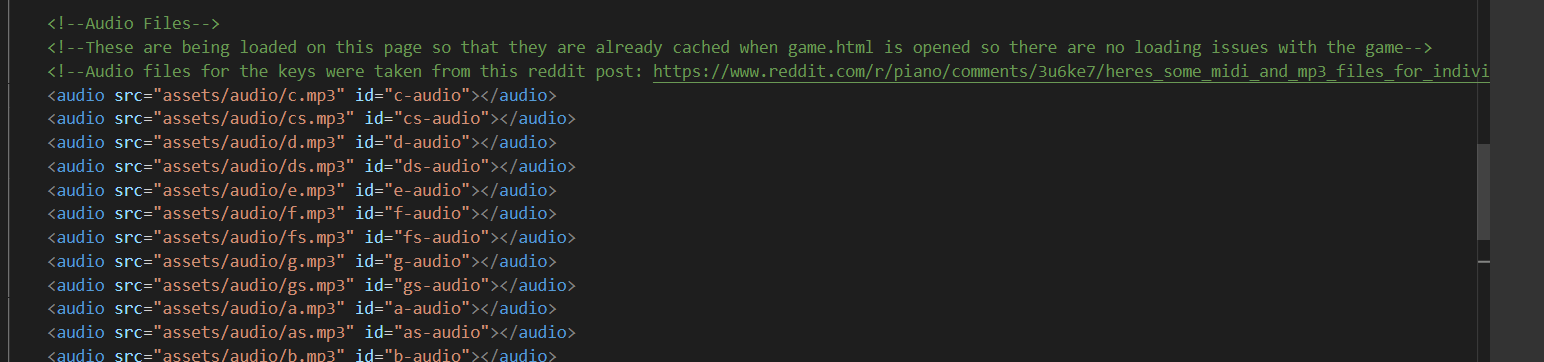 <!--Audio Files-->
<!--These are being loaded on this page so that they are already cached when game.html is opened so there are no loading issues with the game-->
<!--Audio files for the keys were taken from this reddit post: https://www.reddit.com/r/piano/comments/3u6ke7/heres_some_midi_and_mp3_files_for_indivi
<audio src="assets/audio/c.mp3" id="c-audio"></audio>
<audio src="assets/audio/cs.mp3" id="cs-audio"></audio>
<audio src="assets/audio/d.mp3" id="d-audio"></audio>
<audio src="assets/audio/ds.mp3" id="ds-audio"></audio>
<audio src="assets/audio/e.mp3" id="e-audio"></audio>
<audio src="assets/audio/f.mp3" id="f-audio"></audio>
<audio src="assets/audio/fs.mp3" id="fs-audio"></audio>
<audio src="assets/audio/g.mp3" id="g-audio"></audio>
<audio src="assets/audio/gs.mp3" id="gs-audio"></audio>
<audio src="assets/audio/a.mp3" id="a-audio"></audio>
<audio src="assets/audio/as.mp3" id="as-audio"></audio>
<audio src="assets/audio/b.mp3" id="b-audio"></audio>